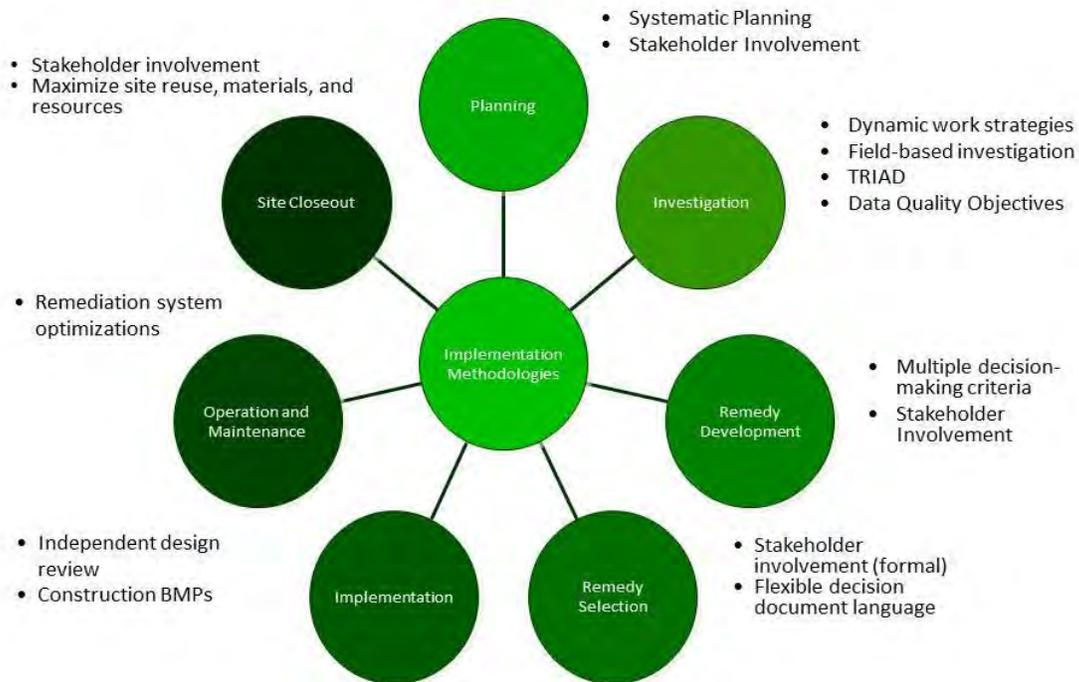 • Systematic Planning
• Stakeholder Involvement
Planning
• Stakeholder involvement
• Maximize site reuse, materials, and
resources
Site Closeout
Investigation
• Dynamic work strategies
• Field-based investigation
• TRIAD
• Data Quality Objectives
• Remediation system
optimizations
Implementation
Methodologies
Operation and
Maintenance
Remedy
Development
• Multiple decision-
making criteria
• Stakeholder
Involvement
• Independent design
review
• Construction BMPs
Implementation
Remedy
Selection
• Stakeholder
involvement (formal)
• Flexible decision
document language